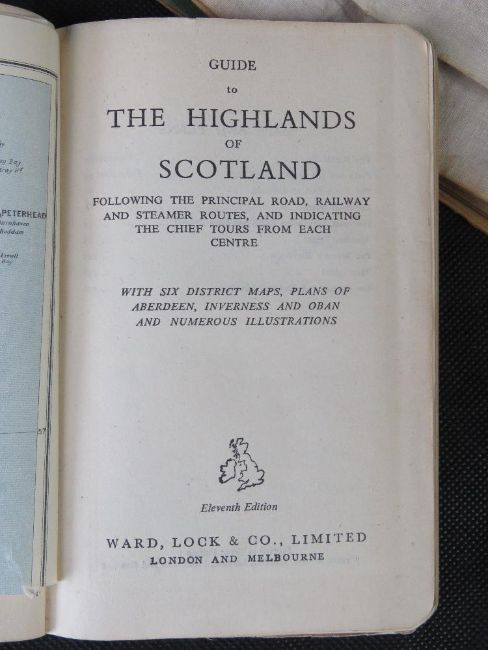 GUIDE
to
THE HIGHLANDS
OF
SCOTLAND
FOLLOWING THE PRINCIPAL ROAD, RAILWAY
AND STEAMER ROUTES, AND INDICATING
THE CHIEF TOURS FROM EACH
CENTRE
WITH SIX DISTRICT MAPS, PLANS OF
ABERDEEN, INVERNESS AND OBAN
AND NUMEROUS ILLUSTRATIONS
Eleventh Edition
WARD, LOCK & CO., LIMITED
LONDON AND MELBOURNE
PETERHEAD
Bay
57